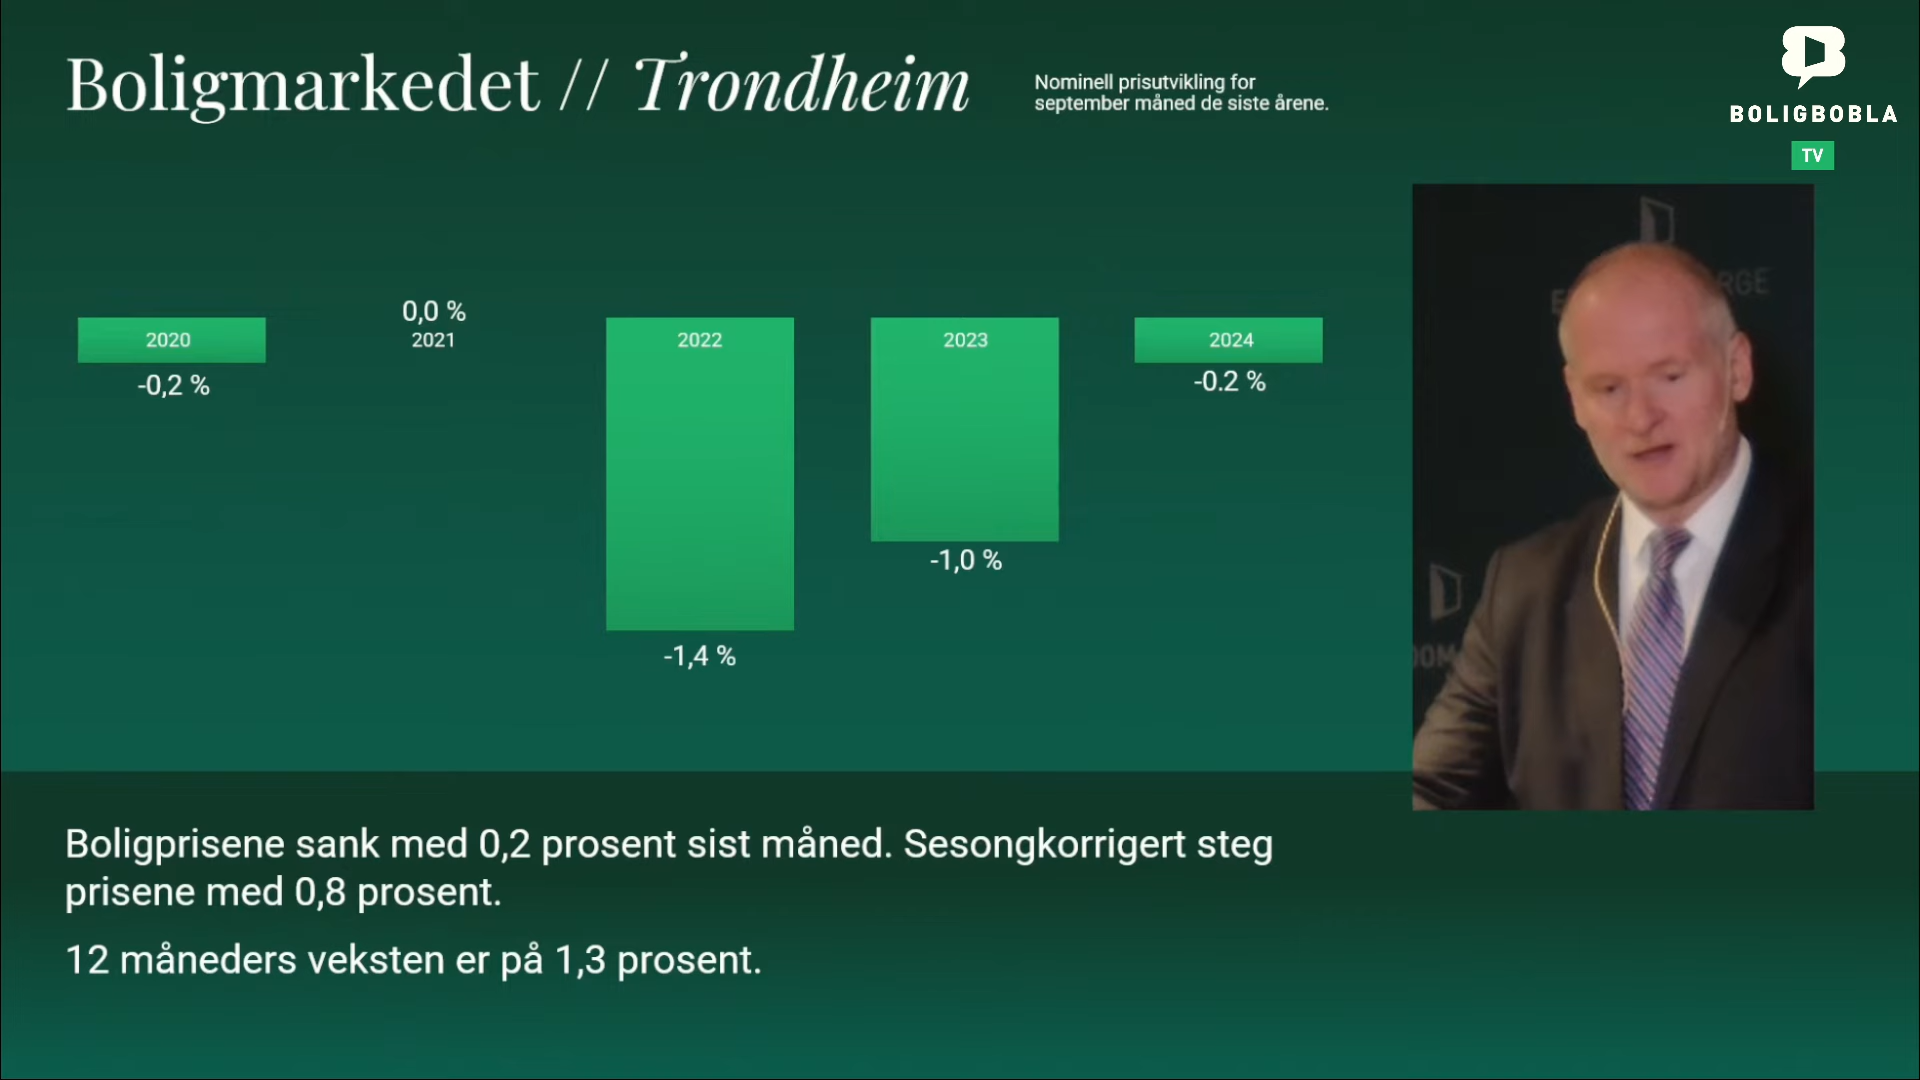 Boligmarkedet // Trondheim
Nominell prisutvikling for
september måned de siste årene.
BOLIGBOBLA
TV
2020
-0,2 %
0,0 %
2021
2022
-1,4 %
2023
-1,0 %
2024
-0.2 %
Boligprisene sank med 0,2 prosent sist måned. Sesongkorrigert steg
prisene med 0,8 prosent.
12 måneders veksten er på 1,3 prosent.